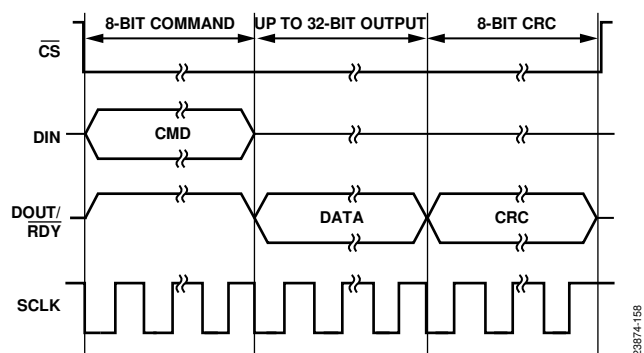 8-BIT COMMAND UP TO 32-BIT OUTPUT 8-BIT CRC
CS
DIN
CMD
DOUT/
RDY
DATA
CRC
SCLK
23874-158